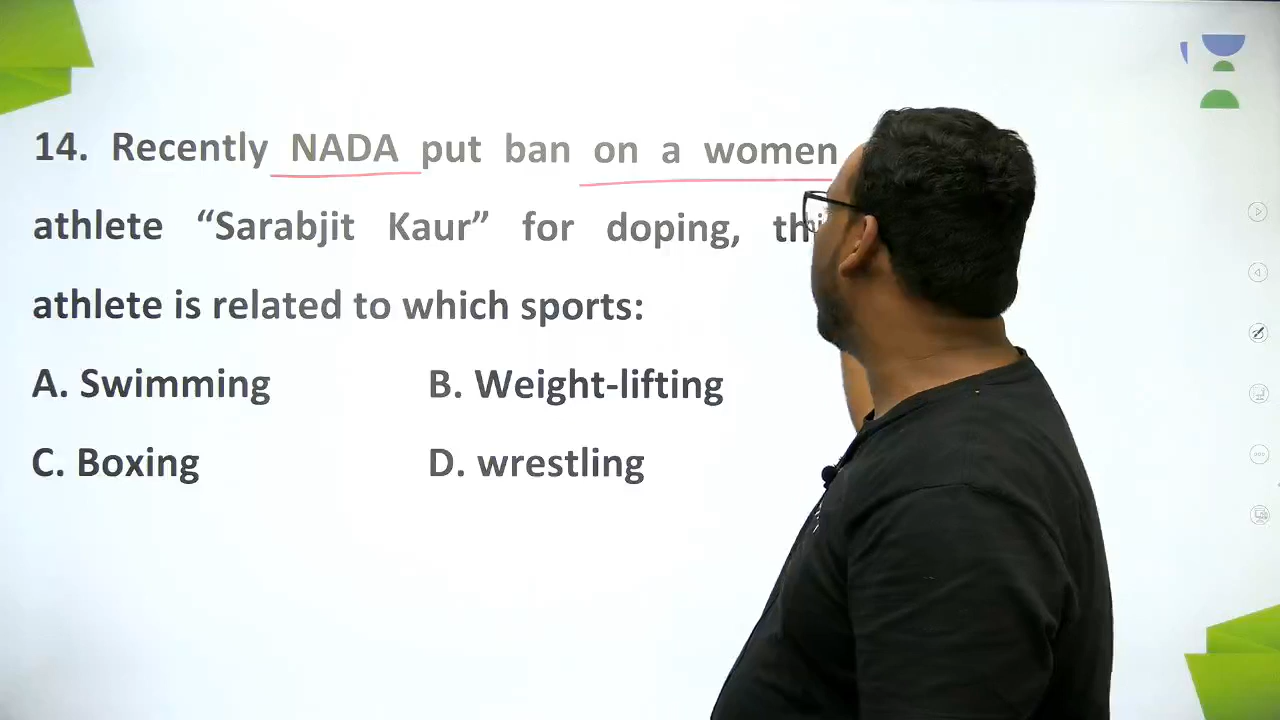 14. Recently NADA put ban on a women
athlete “Sarabjit Kaur” for doping,
athlete is related to which sports:
A. Swimming B. Weight-lifting
C. Boxing D. wrestling